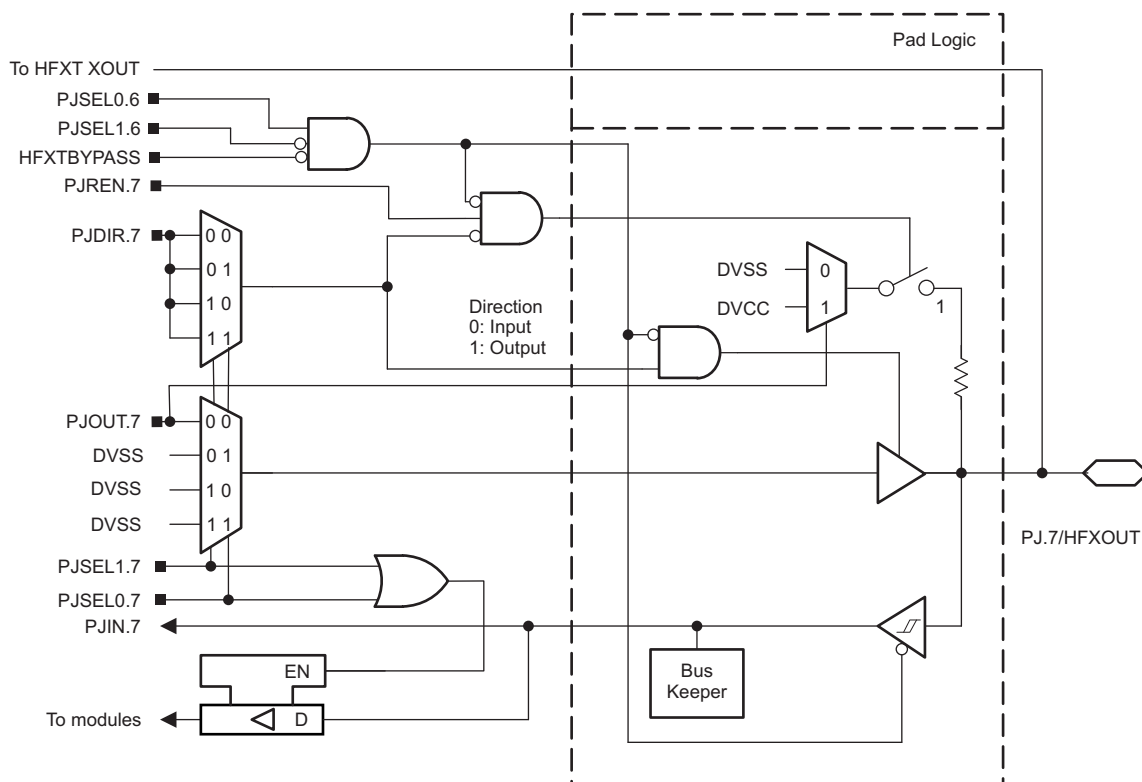 Pad Logic
To HFXT XOUT
PJSEL0.6
PJSEL1.6
HFXTBYPASS
PJREN.7
PJDIR.7
0 0
0 1
1 0
1 1
Direction
0: Input
1: Output
DVSS
0
DVCC
1
1
PJOUT.7
0 0
DVSS
0 1
DVSS
1 0
DVSS
1 1
PJ.7/HFXOUT
PJSEL1.7
PJSEL0.7
PJIN.7
EN
Bus
Keeper
To modules
D